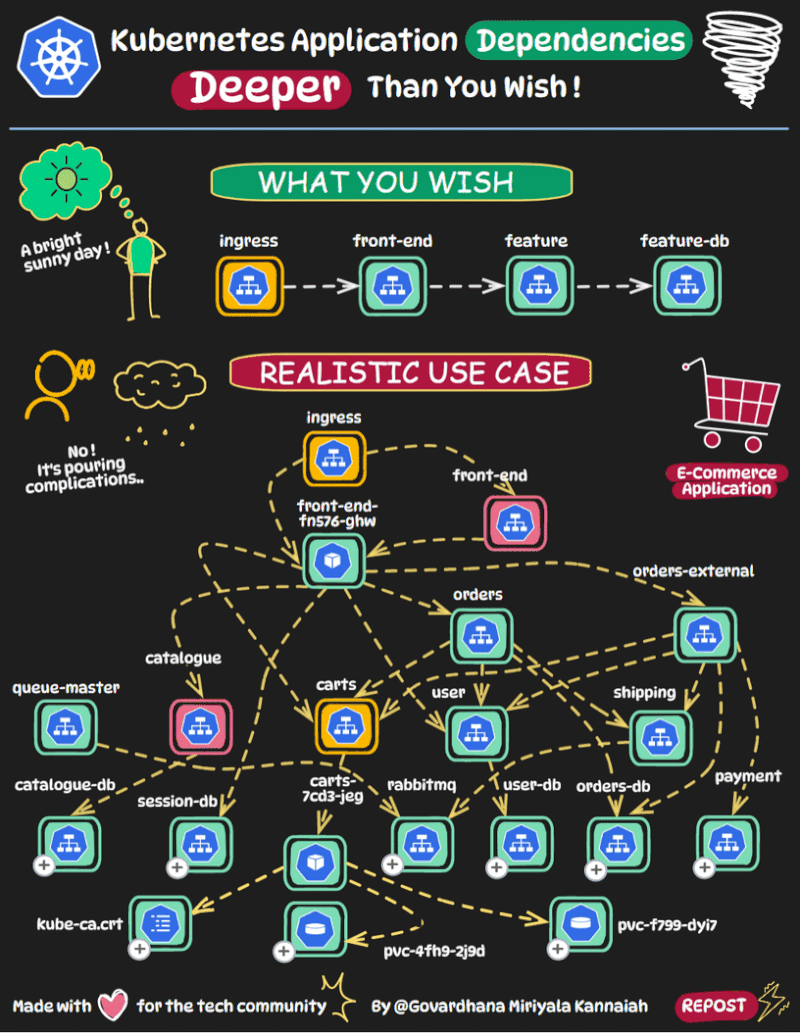 Kubernetes Application Dependencies
Deeper Than You Wish !
WHAT YOU WISH
A bright
sunny day !
ingress
front-end
feature
feature-db
REALISTIC USE CASE
No !
It's pouring
complications..
E-Commerce
Application
ingress
front-end
front-end-
fn576-ghw
orders-external
orders
catalogue
queue-master
carts
user
shipping
catalogue-db
session-db
carts-
7cd3-jeg
rabbitmq
user-db
orders-db
payment
kube-ca.crt
pvc-4fh9-2j9d
pvc-f799-dyi7
Made with for the tech community
By @Govardhana Miriyala Kannaiah
REPOST